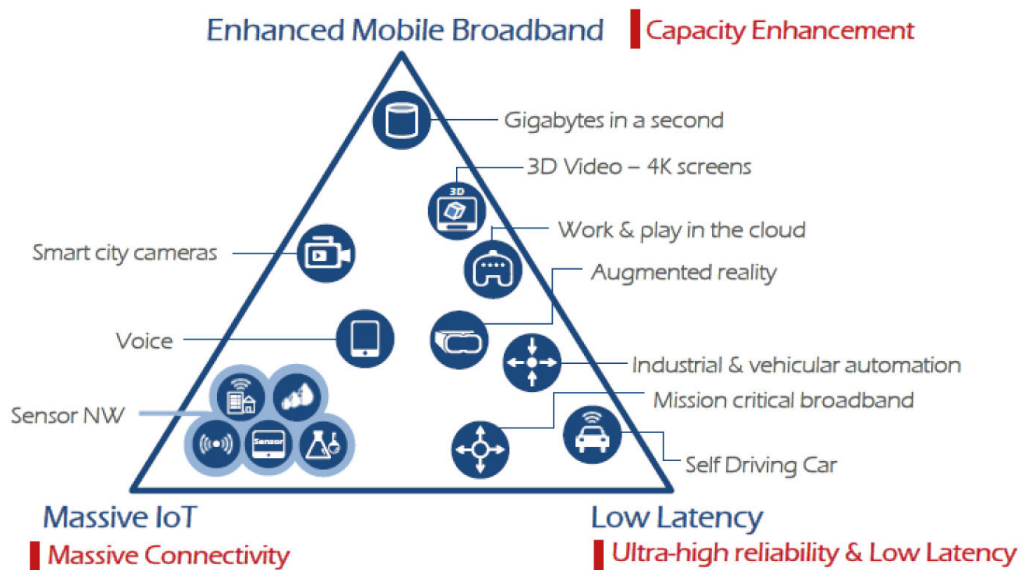 Enhanced Mobile Broadband
Capacity Enhancement
Gigabytes in a second
3D Video – 4K screens
3D
Work & play in the cloud
Smart city cameras
Augmented reality
Voice
Industrial & vehicular automation
Mission critical broadband
Sensor NW
Sensor
Self Driving Car
Massive IoT
Low Latency
Massive Connectivity
Ultra-high reliability & Low Latency